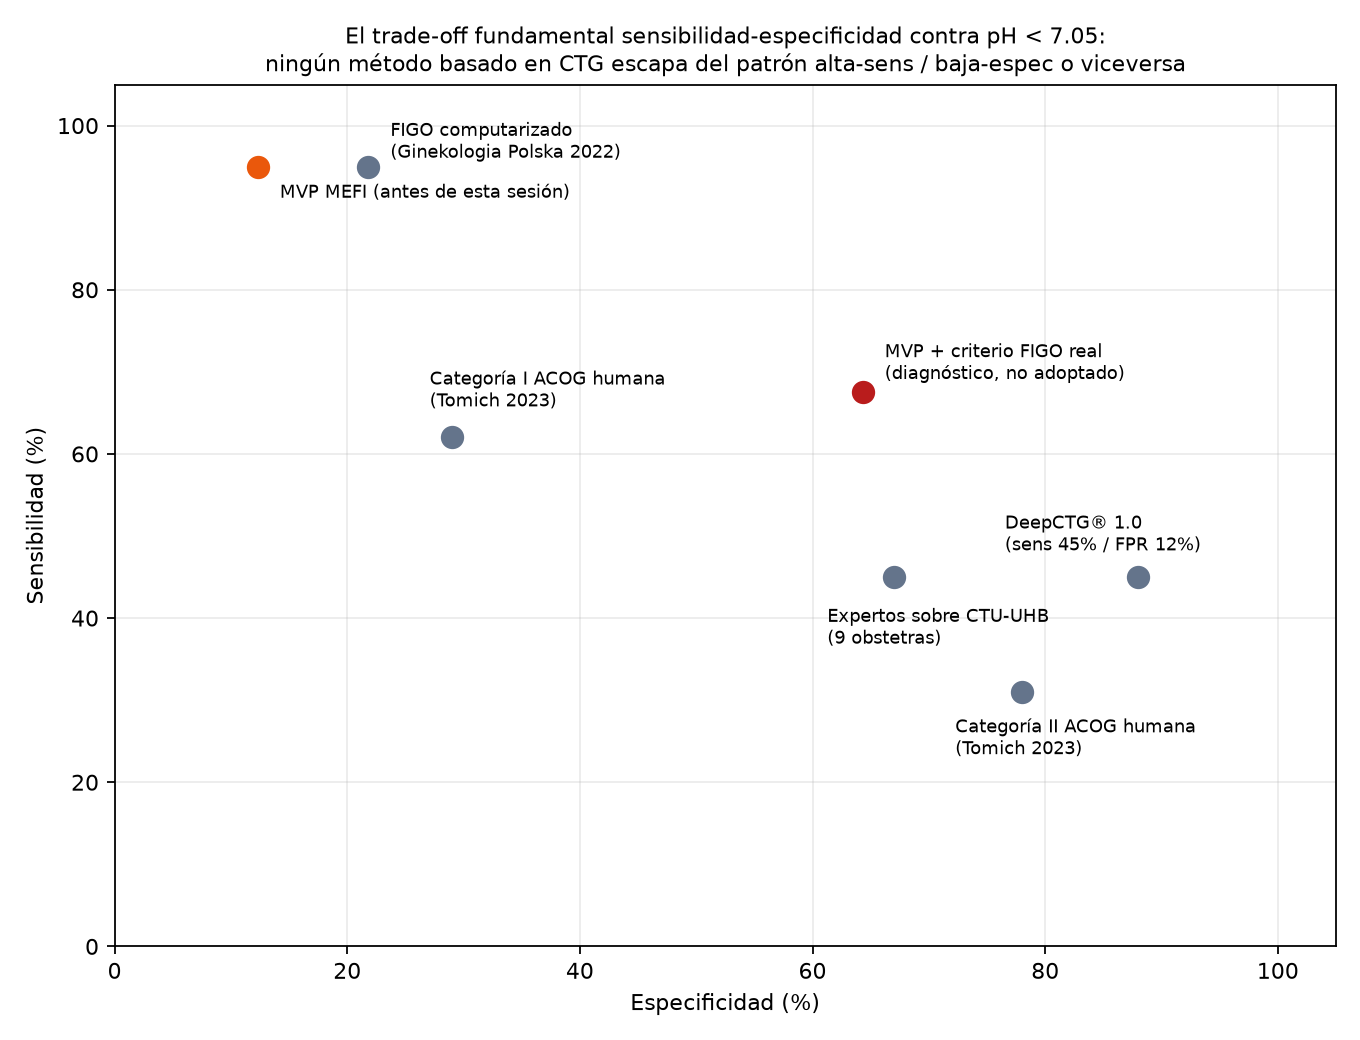 El trade-off fundamental sensibilidad-especificidad contra pH < 7.05:
ningún método basado en CTG escapa del patrón alta-sens / baja-espec o viceversa
FIGO computarizado
(Ginekologia Polska 2022)
MVP MEFI (antes de esta sesión)
MVP + criterio FIGO real
(diagnóstico, no adoptado)
Categoría I ACOG humana
(Tomich 2023)
DeepCTG® 1.0
(sens 45% / FPR 12%)
Expertos sobre CTU-UHB
(9 obstetras)
Categoría II ACOG humana
(Tomich 2023)
Sensibilidad (%)
100
80
60
40
20
0
0 20 40 60 80 100
Especificidad (%)